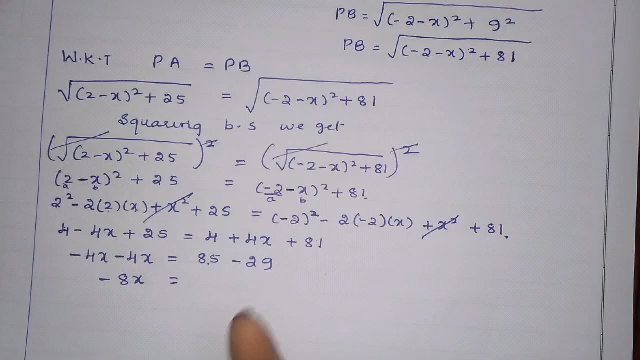 PB = √(-2-x)² + 9²
PB = √(-2-x)² + 81
W.K.T PA = PB
√(2-x)² + 25 = √(-2-x)² + 81
Squaring b.s we get
(√(2-x)² + 25)² = (√(-2-x)² + 81)²
(2-x)² + 25 = (-2-x)² + 81.
a b a b
2² - 2(2)(x) + x² + 25 = (-2)² - 2(-2)(x) + x² + 81.
4 - 4x + 25 = 4 + 4x + 81
-4x - 4x = 85 - 29
-8x =